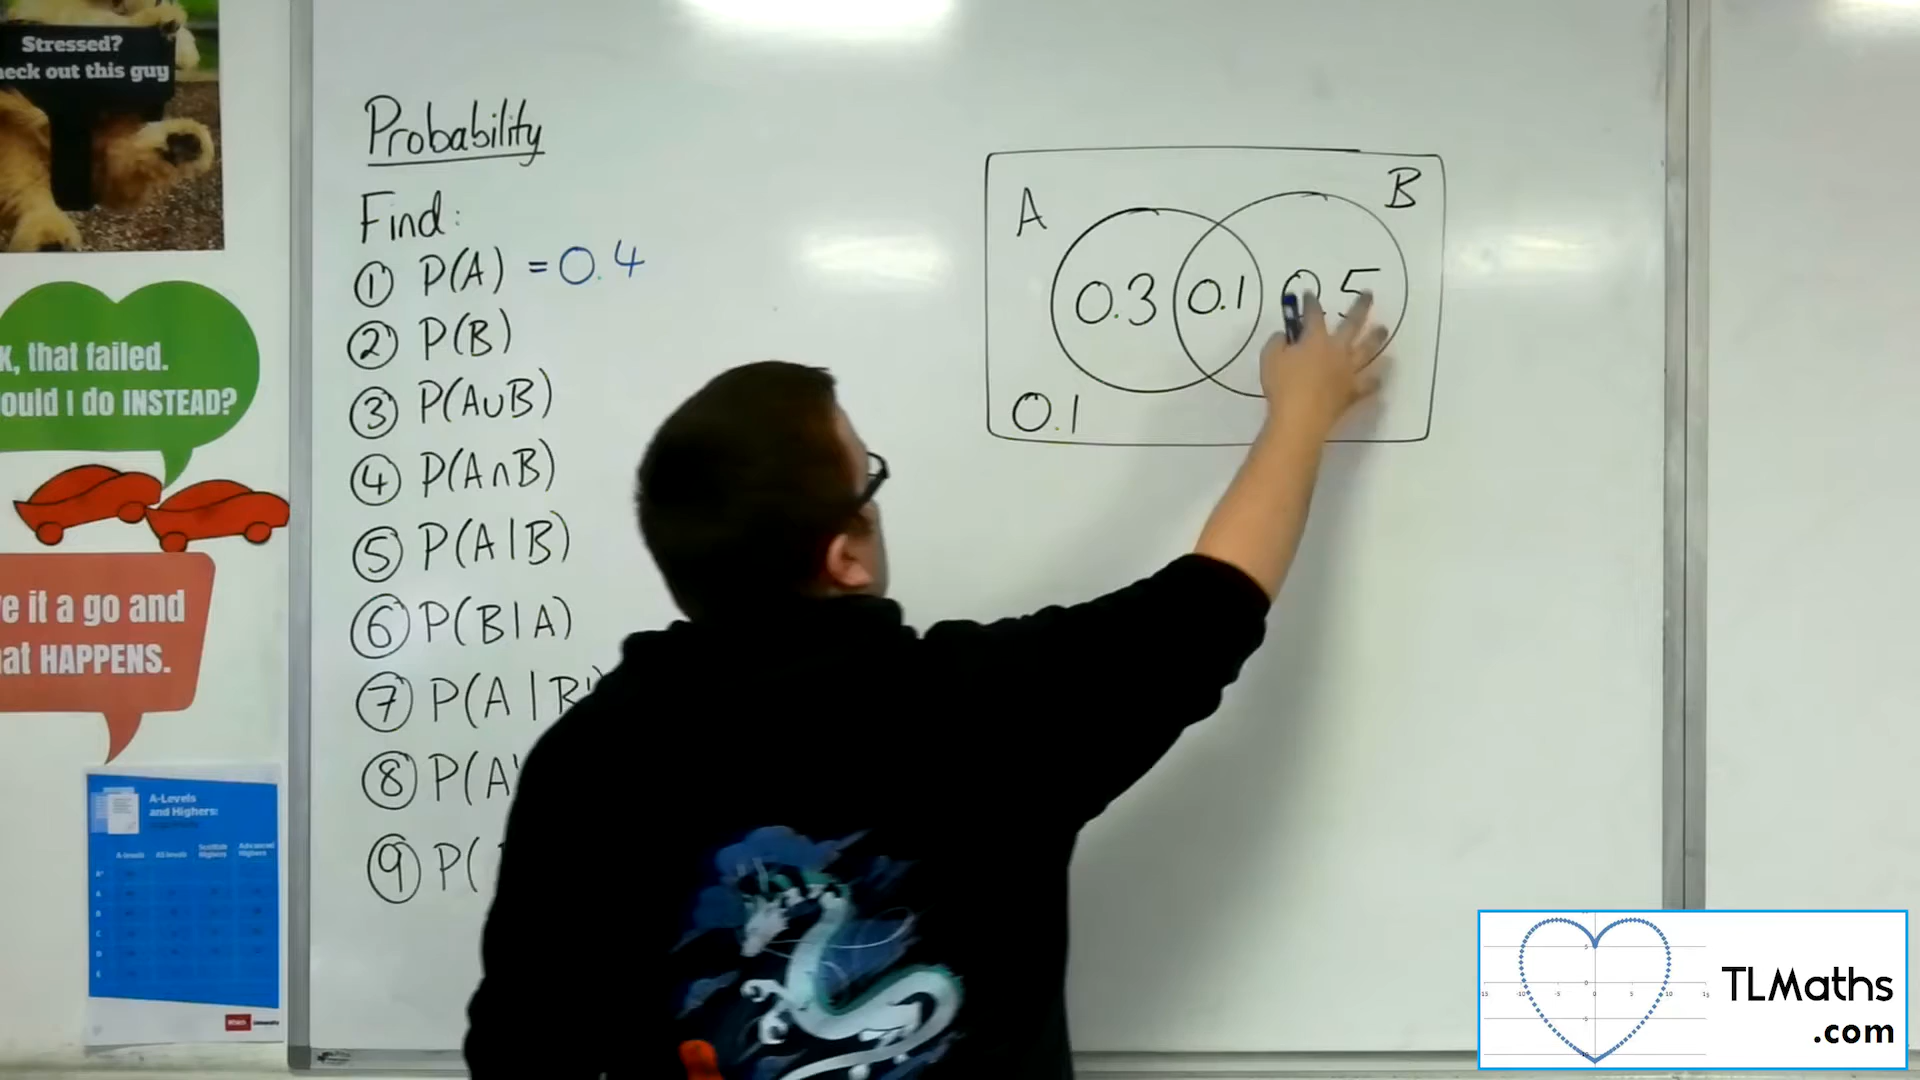 Stressed?
eck out this guy
K, that failed.
ould I do INSTEAD?
e it a go and
at HAPPENS.
A-Levels
and Highers:
Probability
Find:
① P(A) = 0.4
② P(B)
③ P(A∪B)
④ P(A∩B)
⑤ P(A|B)
⑥ P(B|A)
⑦ P(A|B')
⑧ P(A'
⑨ P(
A
B
0.3
0.1
0.5
0.1
TLMaths
.com